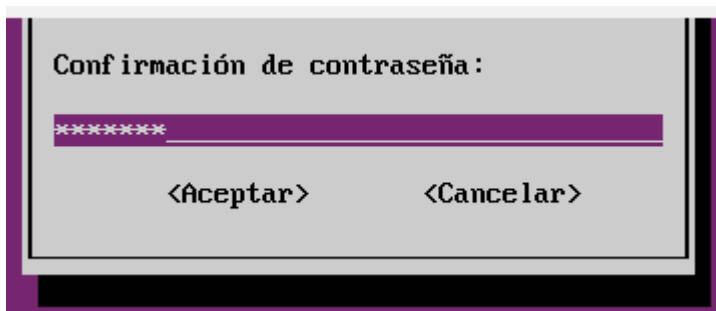 Confirmación de contraseña:
*******
<Aceptar> <Cancelar>